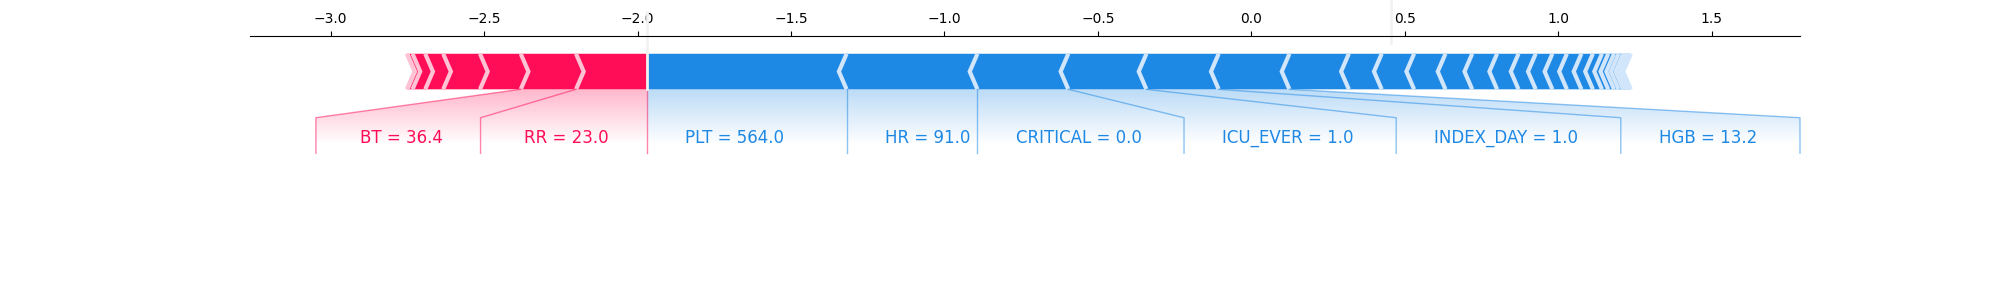 −3.0 −2.5 −2.0 −1.5 −1.0 −0.5 0.0 0.5 1.0 1.5
BT = 36.4 RR = 23.0 PLT = 564.0 HR = 91.0 CRITICAL = 0.0 ICU_EVER = 1.0 INDEX_DAY = 1.0 HGB = 13.2